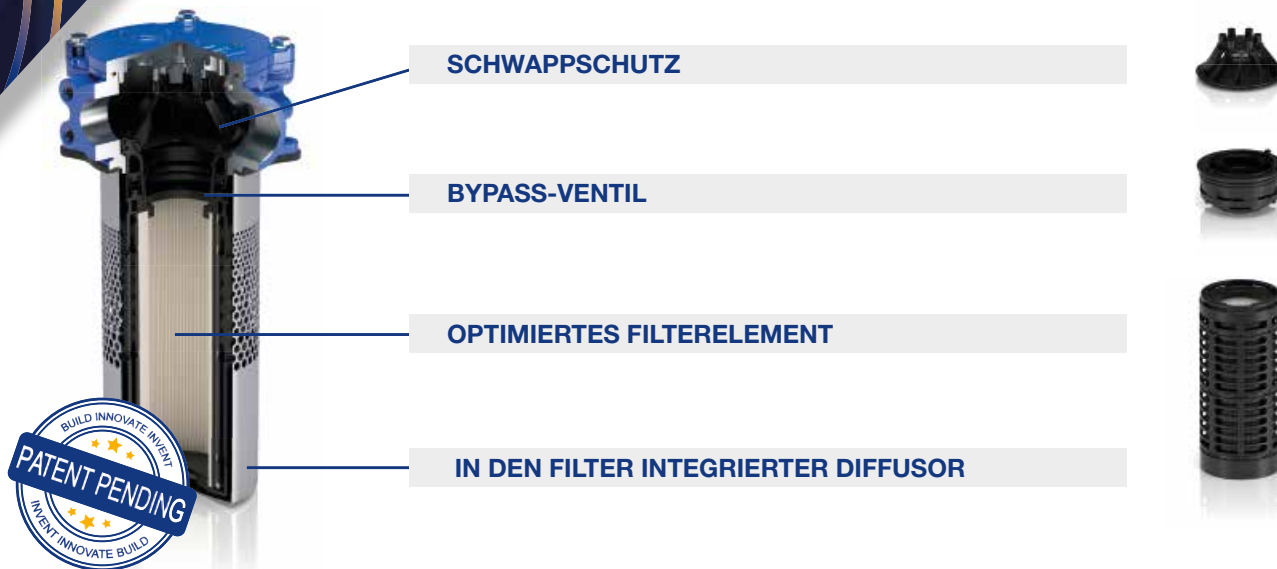 SCHWAPPSCHUTZ
BYPASS-VENTIL
OPTIMIERTES FILTERELEMENT
IN DEN FILTER INTEGRIERTER DIFFUSOR
BUILD INNOVATE INVENT
PATENT PENDING
INVENT INNOVATE BUILD